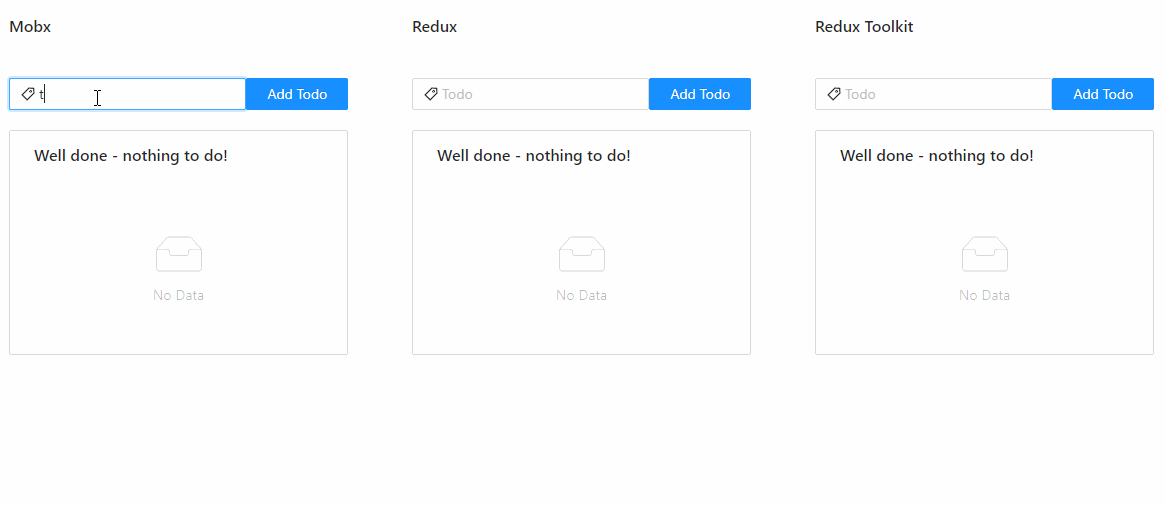 Mobx
t
Add Todo
Well done - nothing to do!
No Data
Redux
Todo
Add Todo
Well done - nothing to do!
No Data
Redux Toolkit
Todo
Add Todo
Well done - nothing to do!
No Data